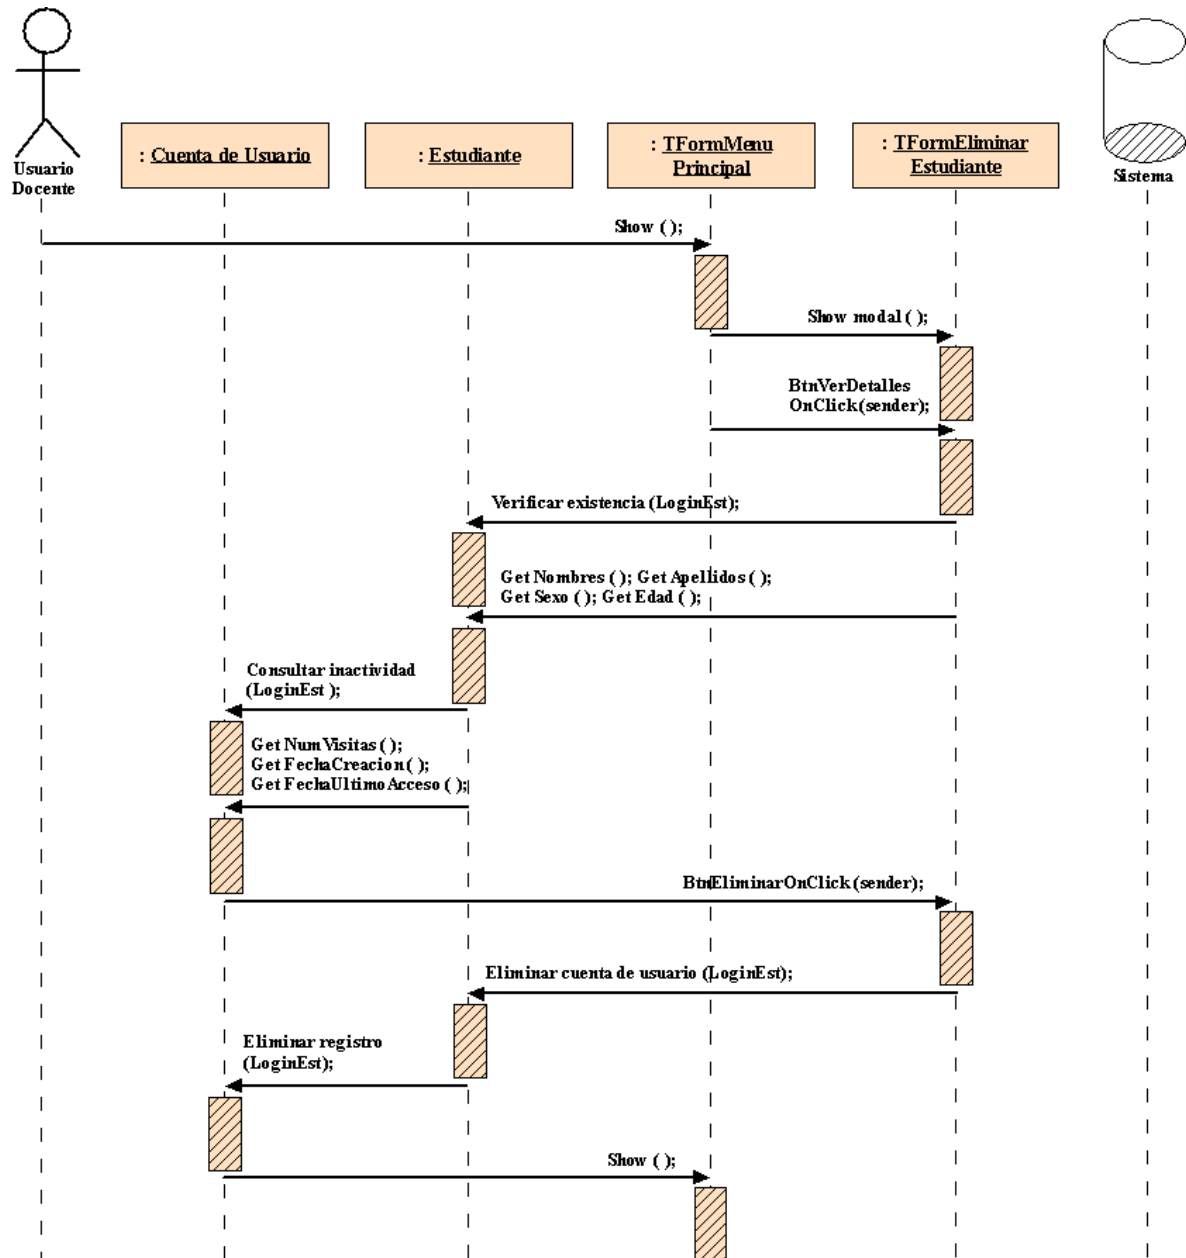 Usuario
Docente
: Cuenta de Usuario
: Estudiante
: TFormMenu
Principal
: TFormEliminar
Estudiante
Sistema
Show ( );
Show modal ( );
BtnVerDetalles
OnClick(sender);
Verificar existencia (LoginEst);
Get Nombres ( ); Get Apellidos ( );
Get Sexo ( ); Get Edad ( );
Consultar inactividad
(LoginEst );
Get NumVisitas ( );
Get FechaCreacion ( );
Get FechaUltimoAcceso ( );
BtnEliminarOnClick (sender);
Eliminar cuenta de usuario (LoginEst);
Eliminar registro
(LoginEst);
Show ( );